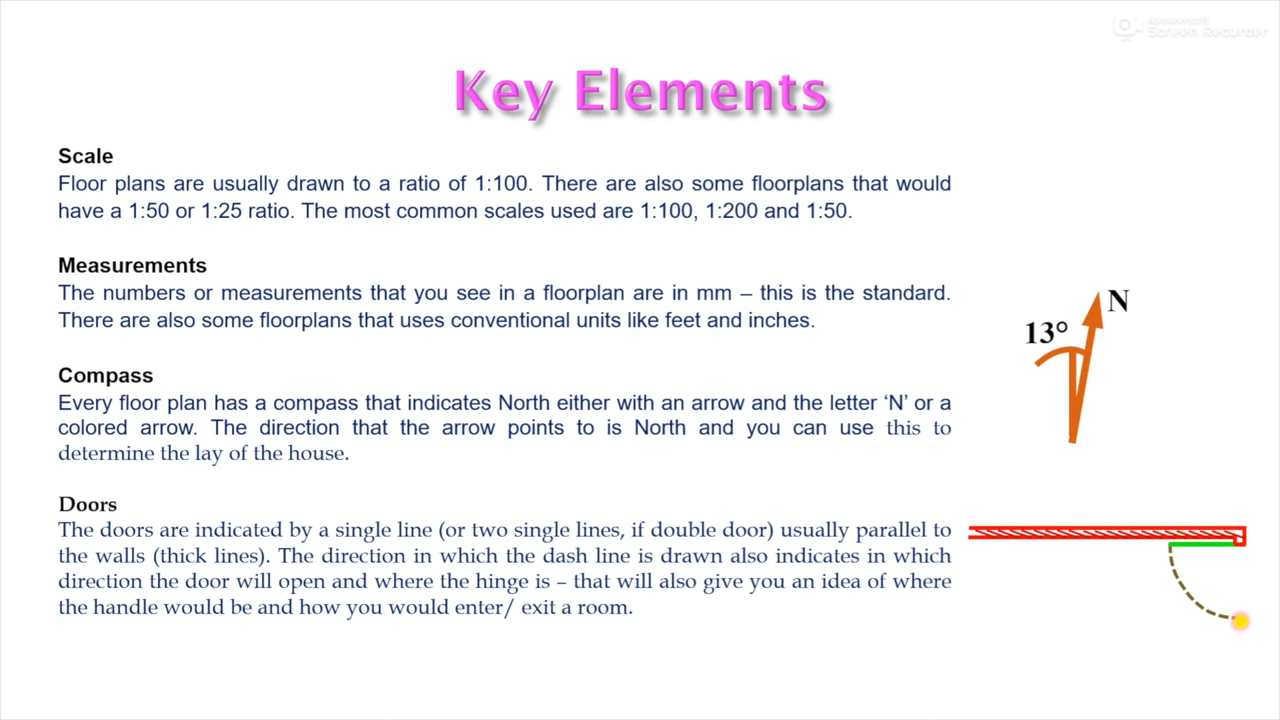 Apowersoft
Screen Recorder
Key Elements
Scale
Floor plans are usually drawn to a ratio of 1:100. There are also some floorplans that would
have a 1:50 or 1:25 ratio. The most common scales used are 1:100, 1:200 and 1:50.
Measurements
The numbers or measurements that you see in a floorplan are in mm – this is the standard.
There are also some floorplans that uses conventional units like feet and inches.
Compass
Every floor plan has a compass that indicates North either with an arrow and the letter ‘N’ or a
colored arrow. The direction that the arrow points to is North and you can use this to
determine the lay of the house.
N
13°
Doors
The doors are indicated by a single line (or two single lines, if double door) usually parallel to
the walls (thick lines). The direction in which the dash line is drawn also indicates in which
direction the door will open and where the hinge is – that will also give you an idea of where
the handle would be and how you would enter/ exit a room.